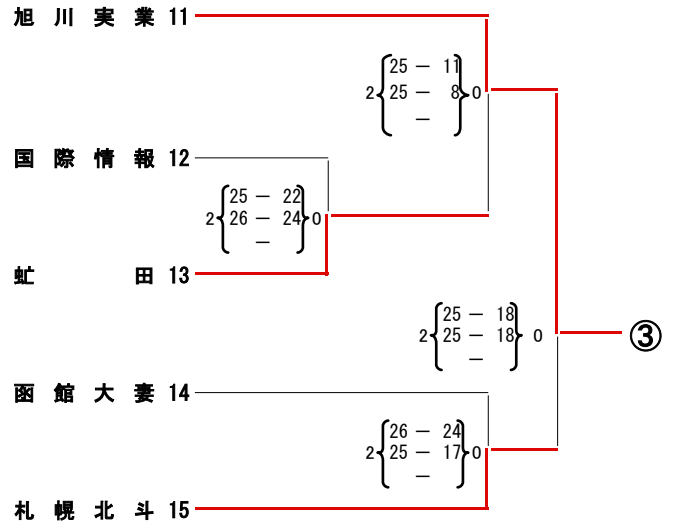 旭川実業 11
25 － 11
2 25 － 8 0
－
国際情報 12
25 － 22
2 26 － 24 0
－
虻田 13
25 － 18
2 25 － 18 0
－
③
函館大妻 14
26 － 24
2 25 － 17 0
－
札幌北斗 15